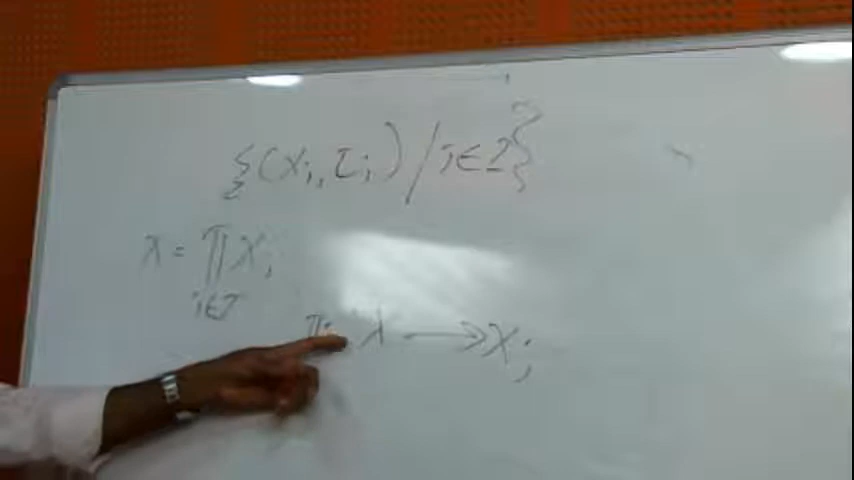 {(X_i, τ_i) / i ∈ I}
X = ∏ X_i
i ∈ I
π_i : X → X_i